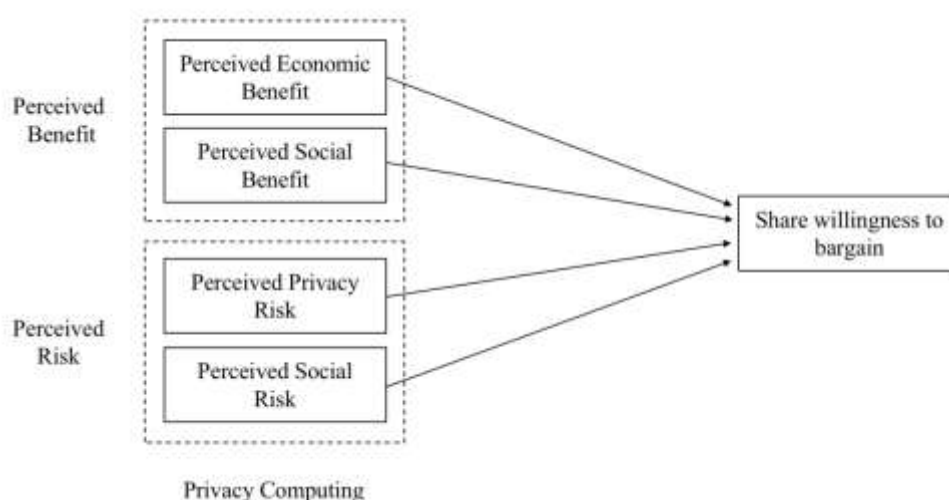 Perceived
Benefit
Perceived Economic
Benefit
Perceived Social
Benefit
Perceived
Risk
Perceived Privacy
Risk
Perceived Social
Risk
Share willingness to
bargain
Privacy Computing